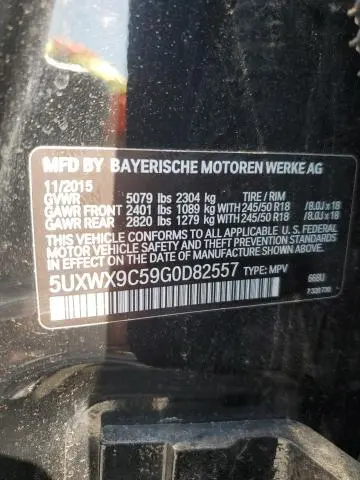 MFD BY BAYERISCHE MOTOREN WERKE AG
11/2015
GVWR 5079 lbs 2304 kg TIRE / RIM
GAWR FRONT 2401 lbs 1089 kg WITH 245/50 R18 / 8.0J x 18
GAWR REAR 2820 lbs 1279 kg WITH 245/50 R18 / 8.0J x 18
THIS VEHICLE CONFORMS TO ALL APPLICABLE U.S. FEDERAL
MOTOR VEHICLE SAFETY AND THEFT PREVENTION
STANDARDS IN EFFECT ON THE DATE OF MANUFACTURE
SHOWN ABOVE.
5UXWX9C59G0D82557 TYPE: MPV